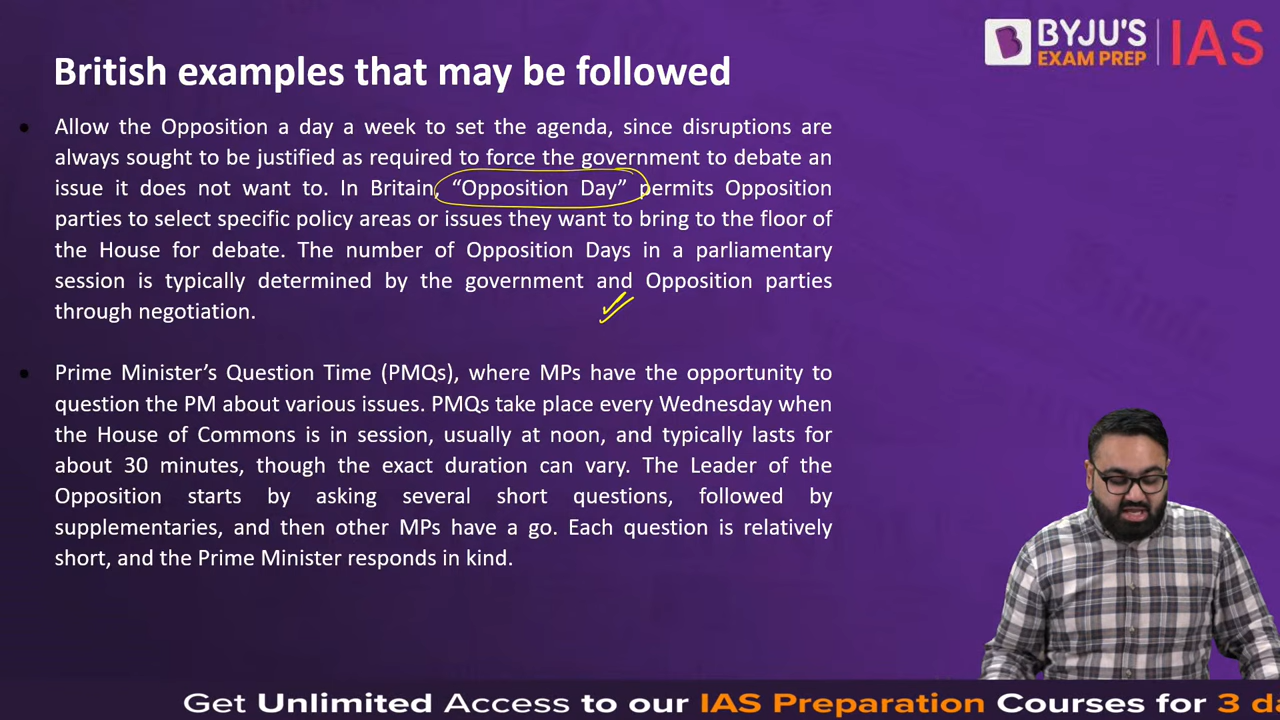 BYJU'S
EXAM PREP
IAS
British examples that may be followed
• Allow the Opposition a day a week to set the agenda, since disruptions are
always sought to be justified as required to force the government to debate an
issue it does not want to. In Britain, “Opposition Day” permits Opposition
parties to select specific policy areas or issues they want to bring to the floor of
the House for debate. The number of Opposition Days in a parliamentary
session is typically determined by the government and Opposition parties
through negotiation.
• Prime Minister’s Question Time (PMQs), where MPs have the opportunity to
question the PM about various issues. PMQs take place every Wednesday when
the House of Commons is in session, usually at noon, and typically lasts for
about 30 minutes, though the exact duration can vary. The Leader of the
Opposition starts by asking several short questions, followed by
supplementaries, and then other MPs have a go. Each question is relatively
short, and the Prime Minister responds in kind.
Get Unlimited Access to our IAS Preparation Courses for 3